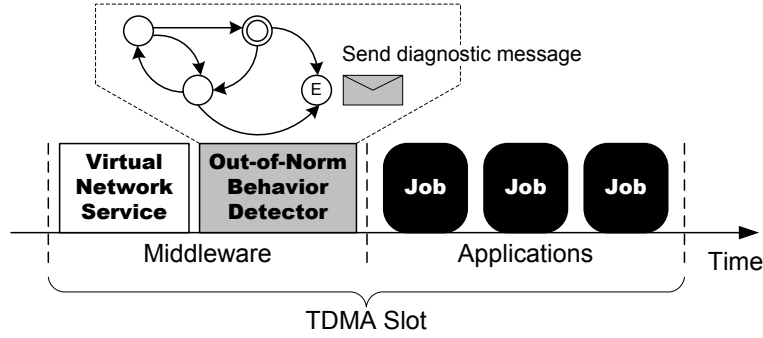 Send diagnostic message
E
Virtual
Network
Service
Out-of-Norm
Behavior
Detector
Job
Job
Job
Middleware
Applications
Time
TDMA Slot